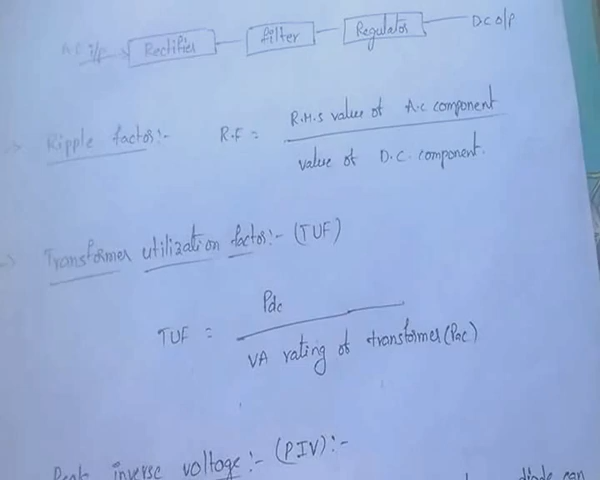 A.C i/p Rectifier filter Regulator D.C o/p
Ripple factor:- R.F = R.M.S value of A.C component
value of D.C. component.
Transformer utilization factor:- (TUF)
TUF = Pdc
VA rating of transformer (Pac)
Peak inverse voltage:- (PIV):-
diode can